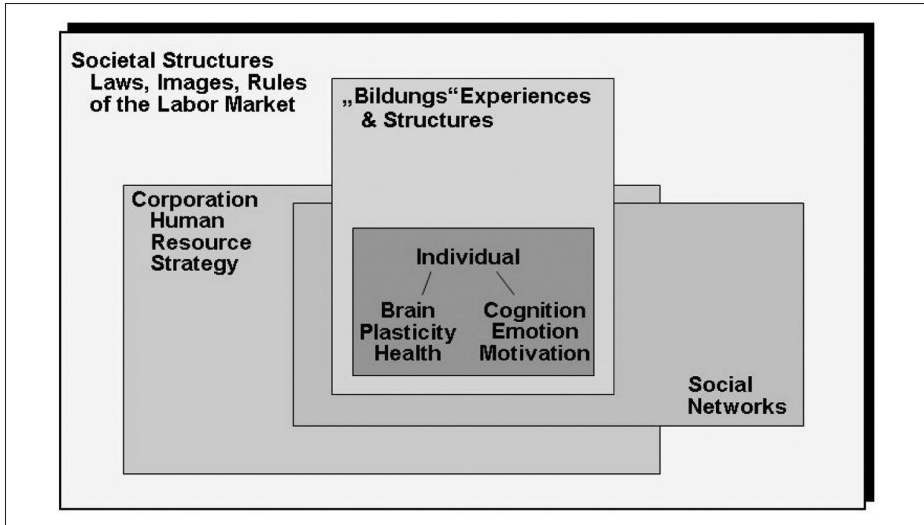 Societal Structures
Laws, Images, Rules
of the Labor Market
„Bildungs“Experiences
& Structures
Corporation
Human
Resource
Strategy
Individual
Brain
Plasticity
Health
Cognition
Emotion
Motivation
Social
Networks